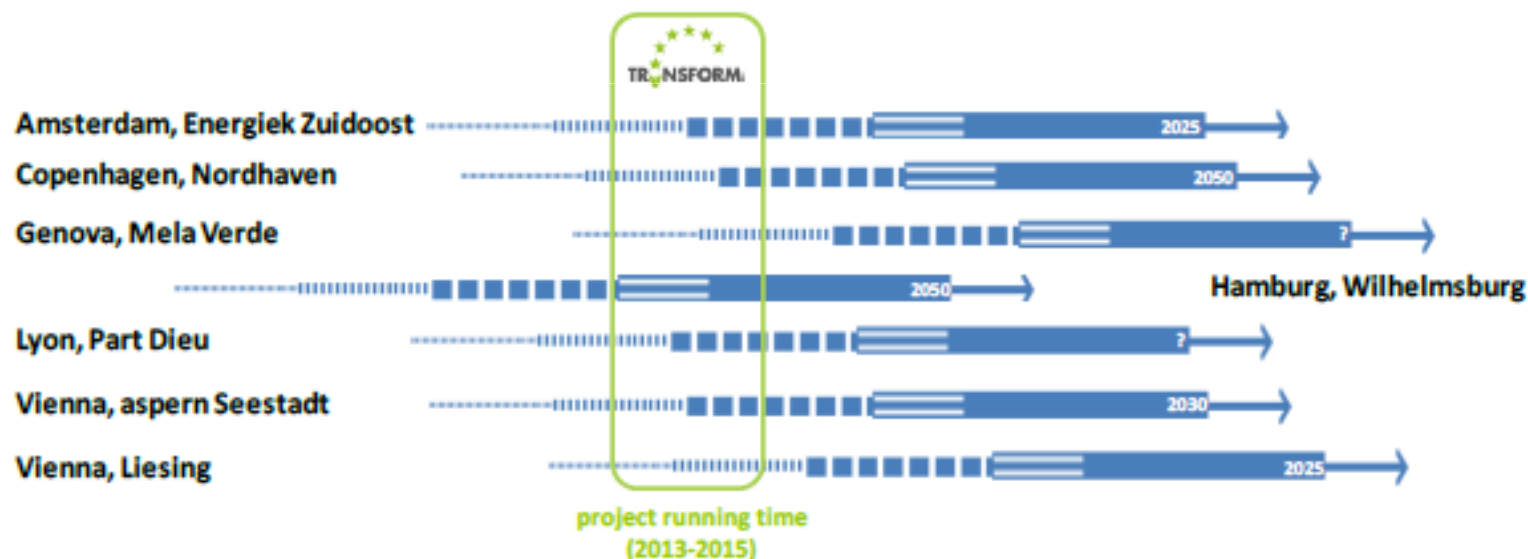 TRANSFORM
Amsterdam, Energiek Zuidoost 2025
Copenhagen, Nordhaven 2050
Genova, Mela Verde ?
2050 Hamburg, Wilhelmsburg
Lyon, Part Dieu ?
Vienna, aspern Seestadt 2030
Vienna, Liesing 2025
project running time
(2013-2015)